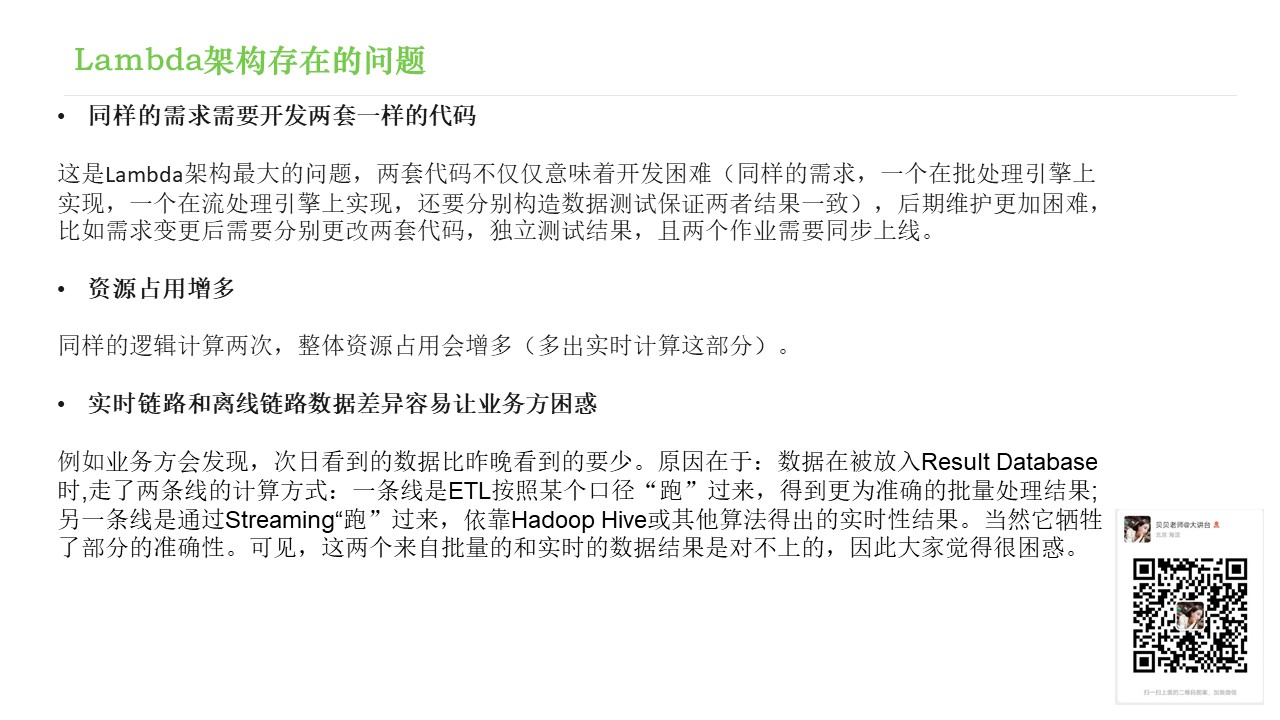 Lambda架构存在的问题
• 同样的需求需要开发两套一样的代码
这是Lambda架构最大的问题，两套代码不仅仅意味着开发困难（同样的需求，一个在批处理引擎上
实现，一个在流处理引擎上实现，还要分别构造数据测试保证两者结果一致），后期维护更加困难，
比如需求变更后需要分别更改两套代码，独立测试结果，且两个作业需要同步上线。
• 资源占用增多
同样的逻辑计算两次，整体资源占用会增多（多出实时计算这部分）。
• 实时链路和离线链路数据差异容易让业务方困惑
例如业务方会发现，次日看到的数据比昨晚看到的要少。原因在于：数据在被放入Result Database
时,走了两条线的计算方式：一条线是ETL按照某个口径“跑”过来，得到更为准确的批量处理结果;
另一条线是通过Streaming“跑”过来，依靠Hadoop Hive或其他算法得出的实时性结果。当然它牺牲
了部分的准确性。可见，这两个来自批量的和实时的数据结果是对不上的，因此大家觉得很困惑。
贝贝老师@大讲台
北京 海淀
扫一扫上面的二维码图案，加我微信